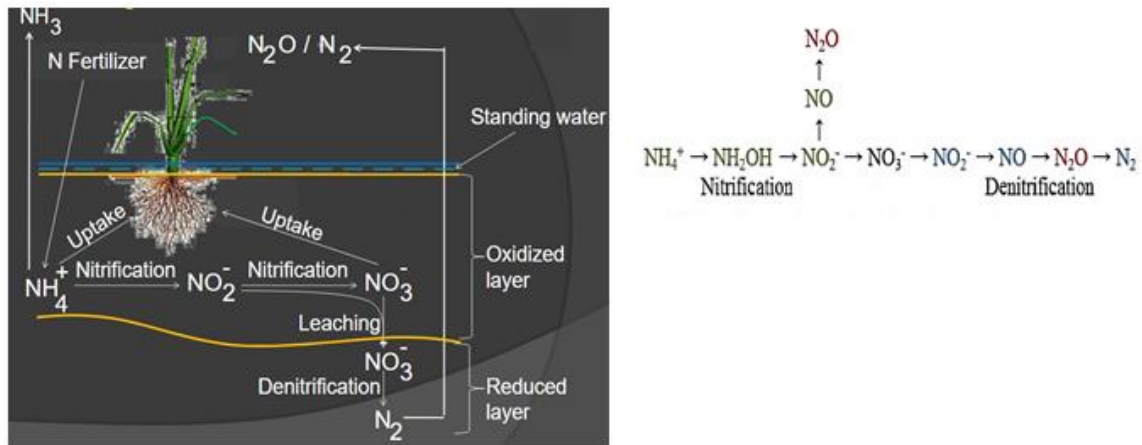 NH₃
N Fertilizer
N₂O / N₂
Standing water
Uptake
Uptake
Oxidized
layer
NH₄⁺
Nitrification
NO₂⁻
Nitrification
NO₃⁻
Leaching
NO₃⁻
Denitrification
Reduced
layer
N₂
N₂O
↑
NO
↑
NH₄⁺ → NH₂OH → NO₂⁻ → NO₃⁻ → NO₂⁻ → NO → N₂O → N₂
Nitrification Denitrification